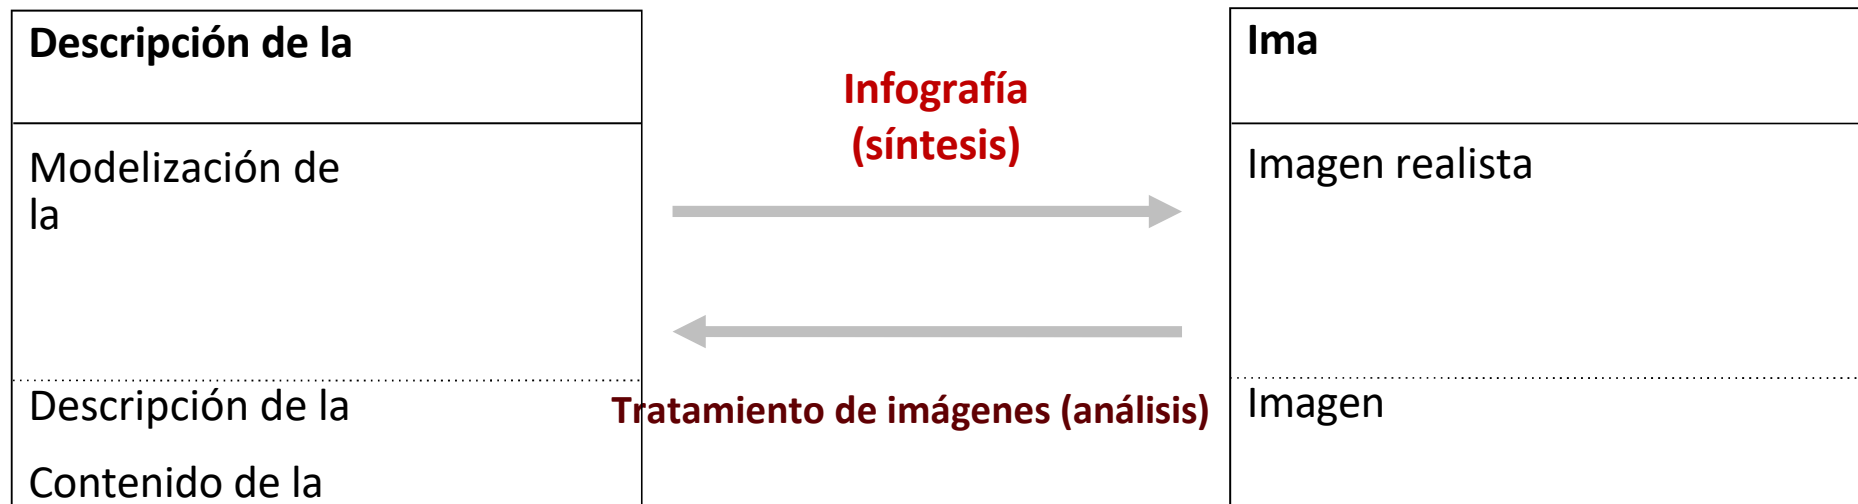 Descripción de la
Modelización de
la
Descripción de la
Contenido de la
Infografía
(síntesis)
Tratamiento de imágenes (análisis)
Ima
Imagen realista
Imagen